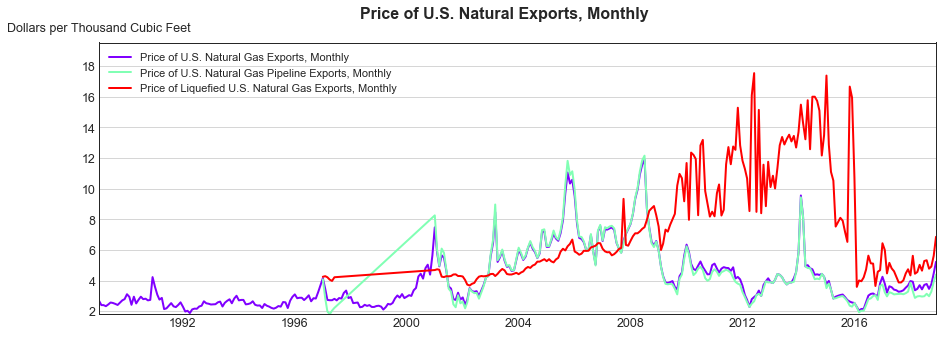 Price of U.S. Natural Exports, Monthly
Dollars per Thousand Cubic Feet
Price of U.S. Natural Gas Exports, Monthly
Price of U.S. Natural Gas Pipeline Exports, Monthly
Price of Liquefied U.S. Natural Gas Exports, Monthly
18
16
14
12
10
8
6
4
2
1992 1996 2000 2004 2008 2012 2016